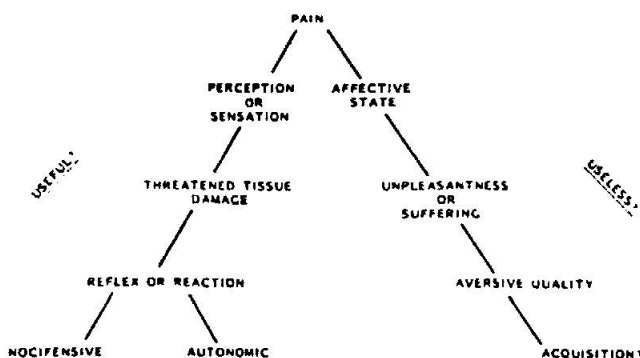 PAIN
PERCEPTION
OR
SENSATION
AFFECTIVE
STATE
USEFUL?
THREATENED TISSUE
DAMAGE
UNPLEASANTNESS
OR
SUFFERING
USELESS?
REFLEX OR REACTION
AVERSIVE QUALITY
NOCIFENSIVE
AUTONOMIC
ACQUISITION?